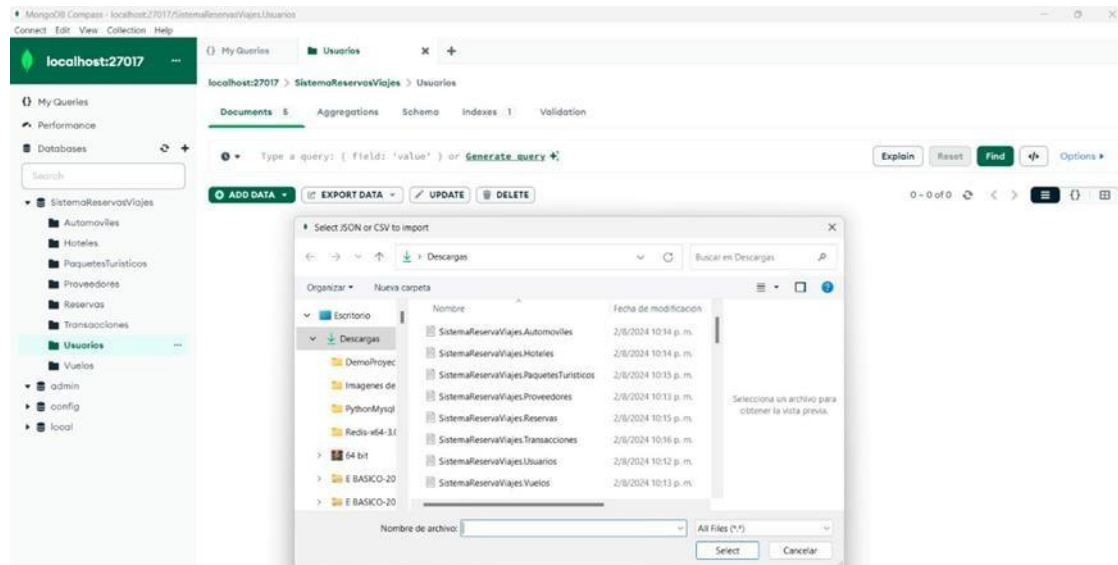 MongoDB Compass - localhost:27017/SistemaReservasViajes.Usuarios
Connect Edit View Collection Help
localhost:27017 ...
{} My Queries
Usuarios
localhost:27017 > SistemaReservasViajes > Usuarios
{} My Queries
Performance
Databases
Search
SistemaReservasViajes
Automoviles
Hoteles
PaquetesTuristicos
Proveedores
Reservas
Transacciones
Usuarios ...
Vuelos
admin
config
local
Documents 5 Aggregations Schema Indexes 1 Validation
Type a query: { field: 'value' } or Generate query
Explain Reset Find </> Options
ADD DATA EXPORT DATA UPDATE DELETE
0 – 0 of 0 {}
Select JSON or CSV to import
> Descargas
Buscar en Descargas
Organizar Nueva carpeta
Escritorio
Descargas
DemoProyec
Imagenes de
PythonMysql
Redis-x64-3.0
64 bit
E BASICO-20
E BASICO-20
Nombre Fecha de modificación
SistemaReservaViajes.Automoviles 2/8/2024 10:14 p. m.
SistemaReservaViajes.Hoteles 2/8/2024 10:14 p. m.
SistemaReservaViajes.PaquetesTuristicos 2/8/2024 10:15 p. m.
SistemaReservaViajes.Proveedores 2/8/2024 10:13 p. m.
SistemaReservaViajes.Reservas 2/8/2024 10:15 p. m.
SistemaReservaViajes.Transacciones 2/8/2024 10:16 p. m.
SistemaReservaViajes.Usuarios 2/8/2024 10:12 p. m.
SistemaReservaViajes.Vuelos 2/8/2024 10:13 p. m.
Selecciona un archivo para
obtener la vista previa.
Nombre de archivo:
All Files (*.*)
Select Cancelar